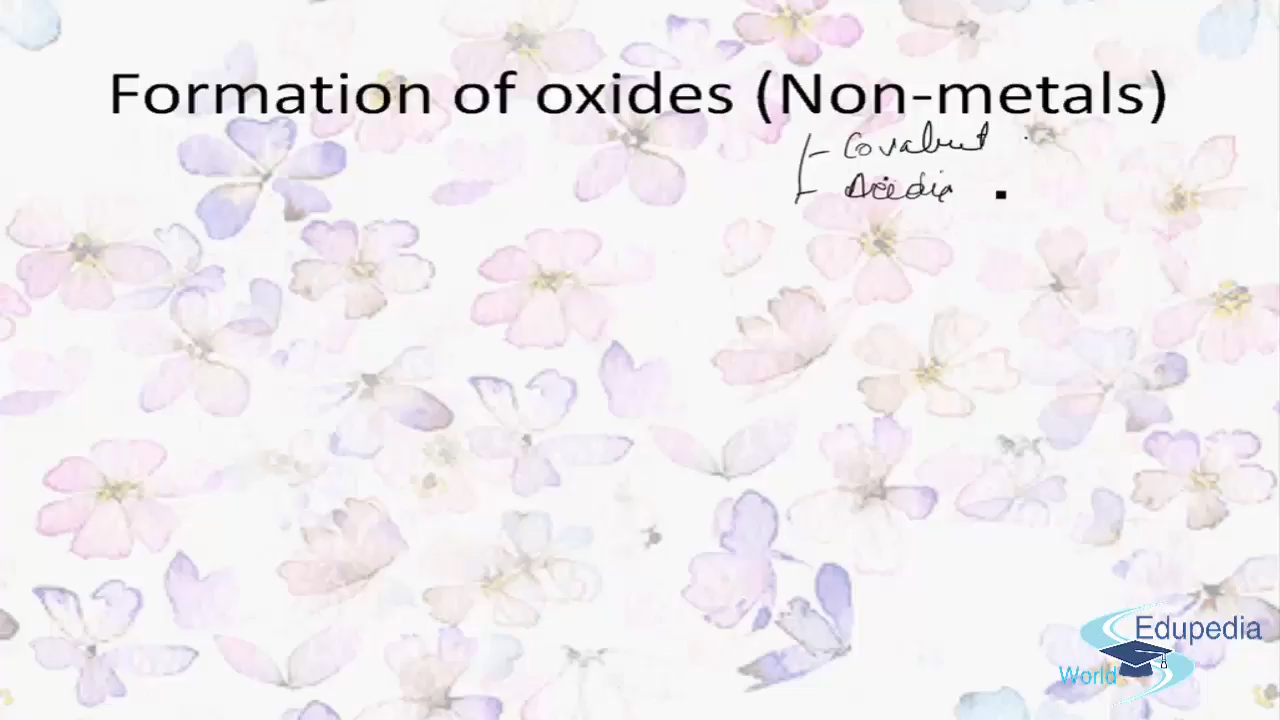 Formation of oxides (Non-metals)
Covalent
Acidic
Edupedia
World